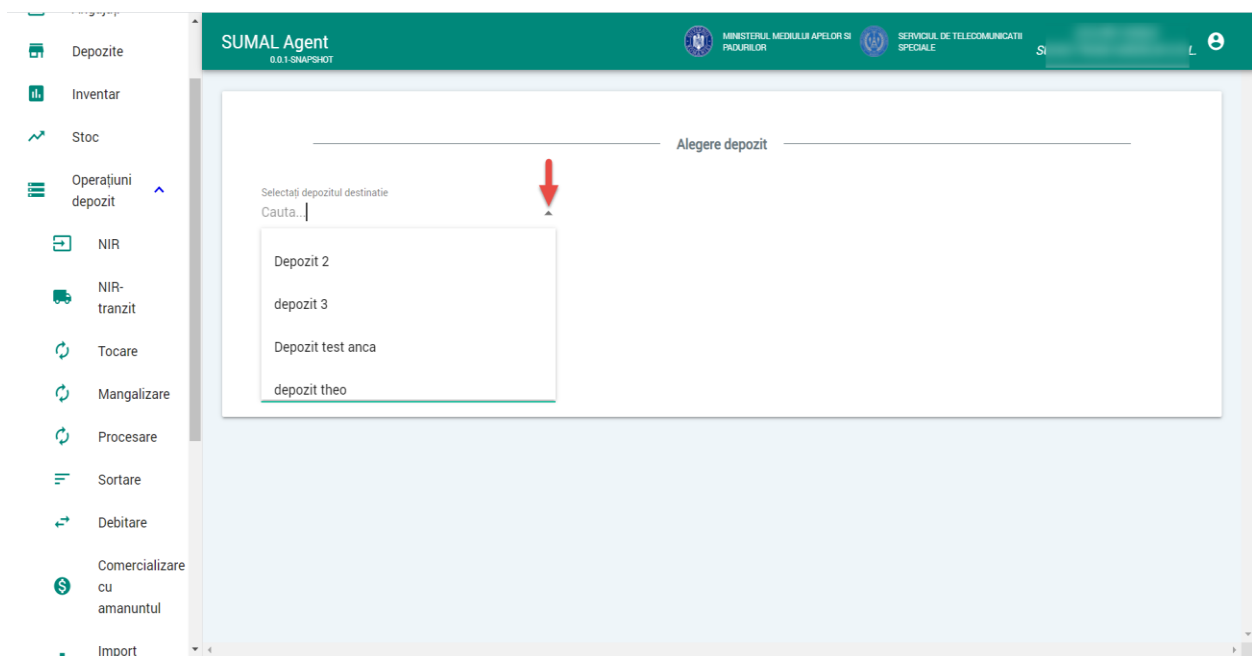 Depozite
Inventar
Stoc
Operațiuni
depozit
NIR
NIR-
tranzit
Tocare
Mangalizare
Procesare
Sortare
Debitare
Comercializare
cu
amanuntul
Import
SUMAL Agent
0.0.1-SNAPSHOT
MINISTERUL MEDIULUI APELOR SI
PADURILOR
SERVICIUL DE TELECOMUNICATII
SPECIALE
Alegere depozit
Selectați depozitul destinatie
Cauta...
Depozit 2
depozit 3
Depozit test anca
depozit theo